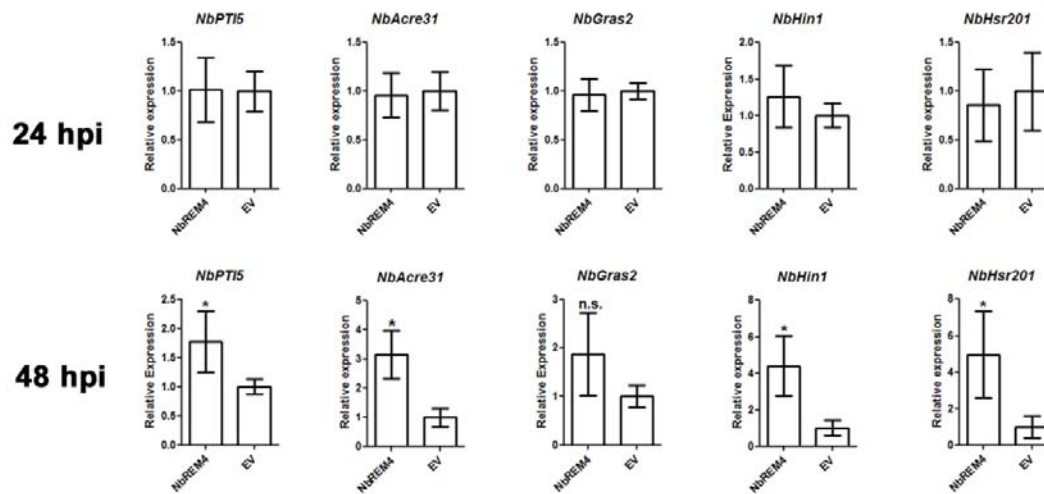 24 hpi
NbPTI5
Relative expression
1.5
1.0
0.5
0.0
NbREM4
EV
NbAcre31
Relative expression
1.5
1.0
0.5
0.0
NbREM4
EV
NbGras2
Relative expression
1.5
1.0
0.5
0.0
NbREM4
EV
NbHin1
Relative Expression
2.0
1.5
1.0
0.5
0.0
NbREM4
EV
NbHsr201
Relative expression
1.5
1.0
0.5
0.0
NbREM4
EV
48 hpi
NbPTI5
Relative Expression
2.5
2.0
1.5
1.0
0.5
0.0
*
NbREM4
EV
NbAcre31
Relative Expression
5
4
3
2
1
0
*
NbREM4
EV
NbGras2
Relative Expression
3
2
1
0
n.s.
NbREM4
EV
NbHin1
Relative Expression
8
6
4
2
0
*
NbREM4
EV
NbHsr201
Relative Expression
8
6
4
2
0
*
NbREM4
EV